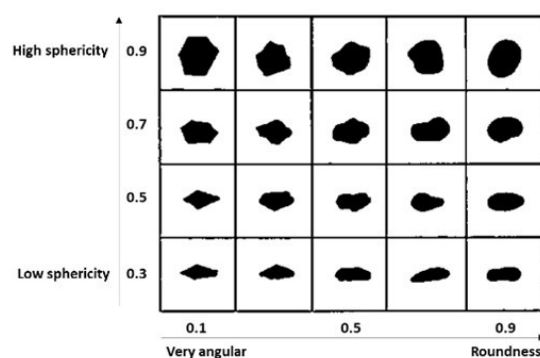 High sphericity 0.9
0.7
0.5
Low sphericity 0.3
0.1 0.5 0.9
Very angular Roundness